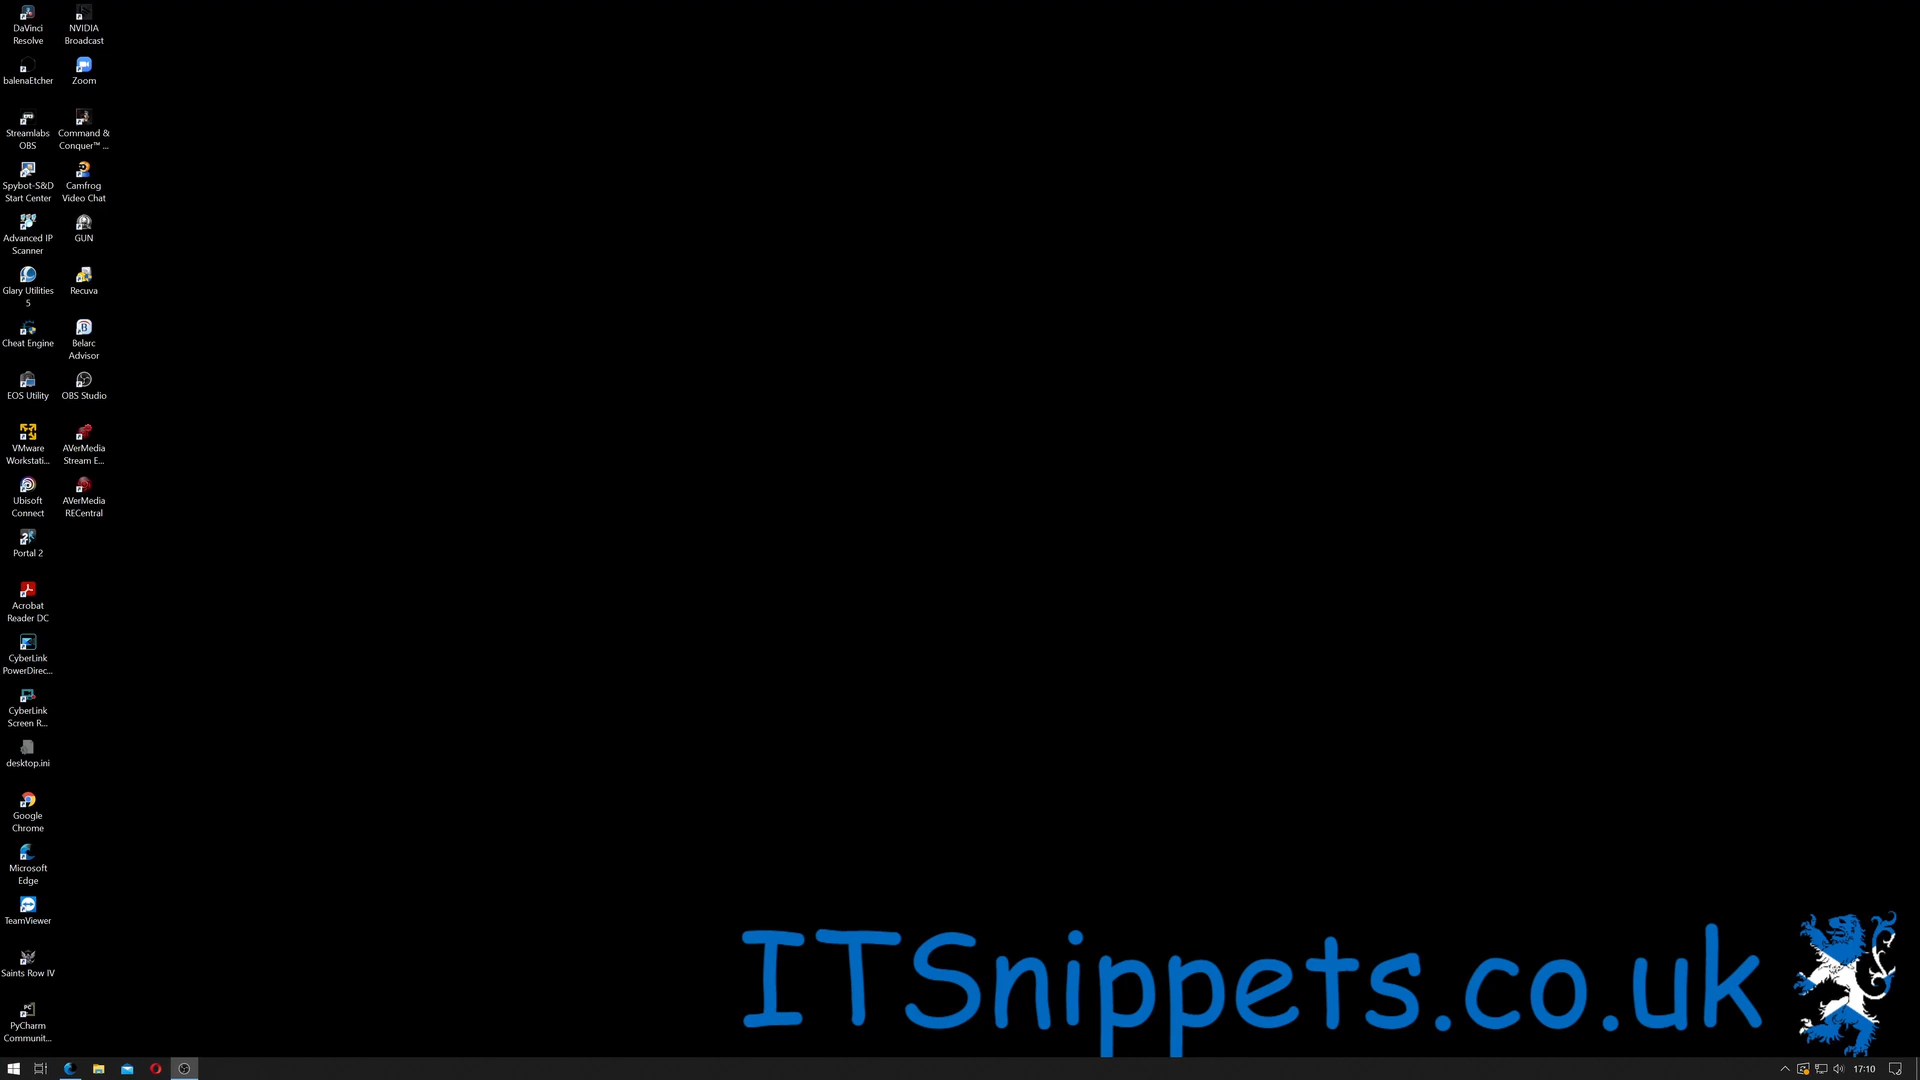 DaVinci
Resolve
NVIDIA
Broadcast
balenaEtcher
Zoom
Streamlabs
OBS
Command &
Conquer™ ...
Spybot-S&D
Start Center
Camfrog
Video Chat
Advanced IP
Scanner
GUN
Glary Utilities
5
Recuva
Cheat Engine
Belarc
Advisor
EOS Utility
OBS Studio
VMware
Workstati...
AVerMedia
Stream E...
Ubisoft
Connect
AVerMedia
RECentral
Portal 2
Acrobat
Reader DC
CyberLink
PowerDirec...
CyberLink
Screen R...
desktop.ini
Google
Chrome
Microsoft
Edge
TeamViewer
Saints Row IV
PyCharm
Communit...
ITSnippets.co.uk
17:10